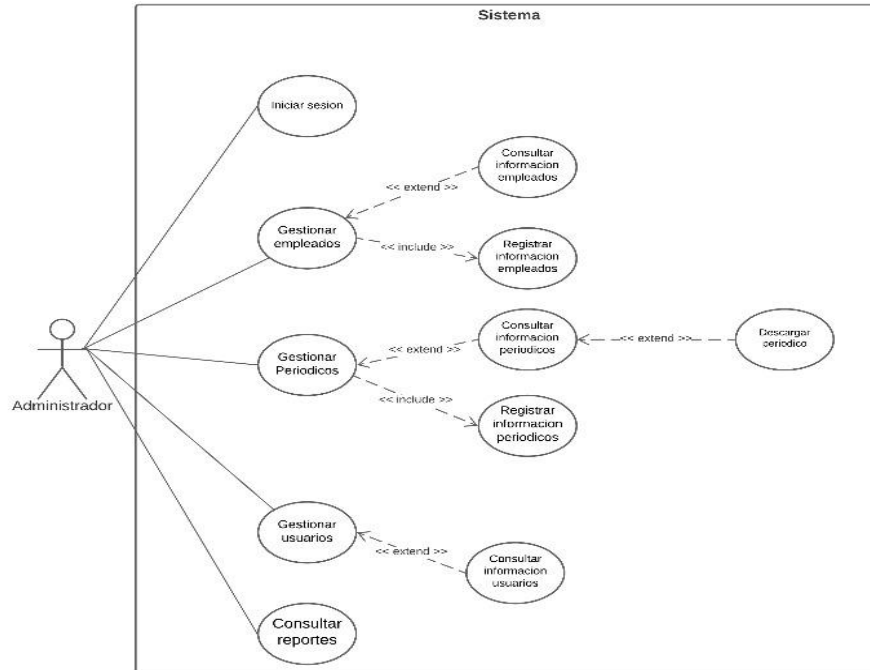 Sistema
Iniciar sesion
Consultar
informacion
empleados
<< extend >>
Gestionar
empleados
<< include >>
Registrar
informacion
empleados
Administrador
Gestionar
Periodicos
<< extend >>
Consultar
informacion
periodicos
<< extend >>
Descargar
periodico
<< include >>
Registrar
informacion
periodicos
Gestionar
usuarios
<< extend >>
Consultar
informacion
usuarios
Consultar
reportes